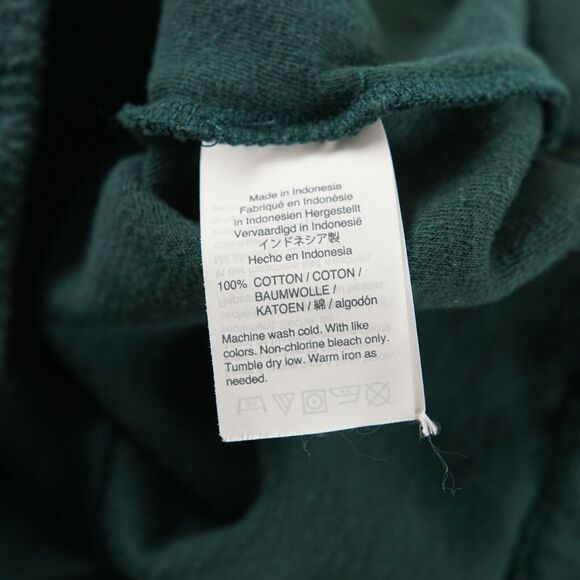 Made in Indonesia
Fabriqué en Indonésie
in Indonesien Hergestellt
Vervaardigd in Indonesië
インドネシア製
Hecho en Indonesia
100% COTTON / COTON /
BAUMWOLLE /
KATOEN / 綿 / algodón
Machine wash cold. With like
colors. Non-chlorine bleach only.
Tumble dry low. Warm iron as
needed.